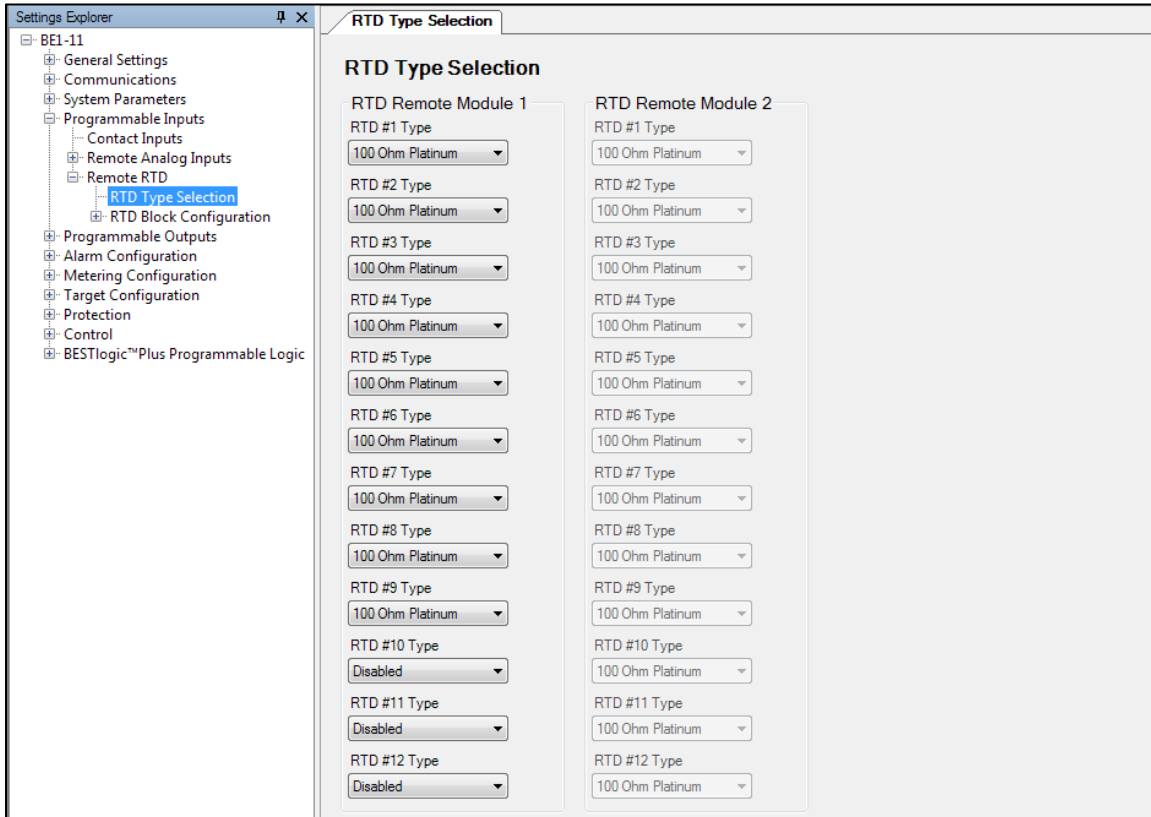 Settings Explorer
BE1-11
General Settings
Communications
System Parameters
Programmable Inputs
Contact Inputs
Remote Analog Inputs
Remote RTD
RTD Type Selection
RTD Block Configuration
Programmable Outputs
Alarm Configuration
Metering Configuration
Target Configuration
Protection
Control
BESTlogic™Plus Programmable Logic
RTD Type Selection
RTD Type Selection
RTD Remote Module 1
RTD #1 Type
100 Ohm Platinum
RTD #2 Type
100 Ohm Platinum
RTD #3 Type
100 Ohm Platinum
RTD #4 Type
100 Ohm Platinum
RTD #5 Type
100 Ohm Platinum
RTD #6 Type
100 Ohm Platinum
RTD #7 Type
100 Ohm Platinum
RTD #8 Type
100 Ohm Platinum
RTD #9 Type
100 Ohm Platinum
RTD #10 Type
Disabled
RTD #11 Type
Disabled
RTD #12 Type
Disabled
RTD Remote Module 2
RTD #1 Type
100 Ohm Platinum
RTD #2 Type
100 Ohm Platinum
RTD #3 Type
100 Ohm Platinum
RTD #4 Type
100 Ohm Platinum
RTD #5 Type
100 Ohm Platinum
RTD #6 Type
100 Ohm Platinum
RTD #7 Type
100 Ohm Platinum
RTD #8 Type
100 Ohm Platinum
RTD #9 Type
100 Ohm Platinum
RTD #10 Type
100 Ohm Platinum
RTD #11 Type
100 Ohm Platinum
RTD #12 Type
100 Ohm Platinum